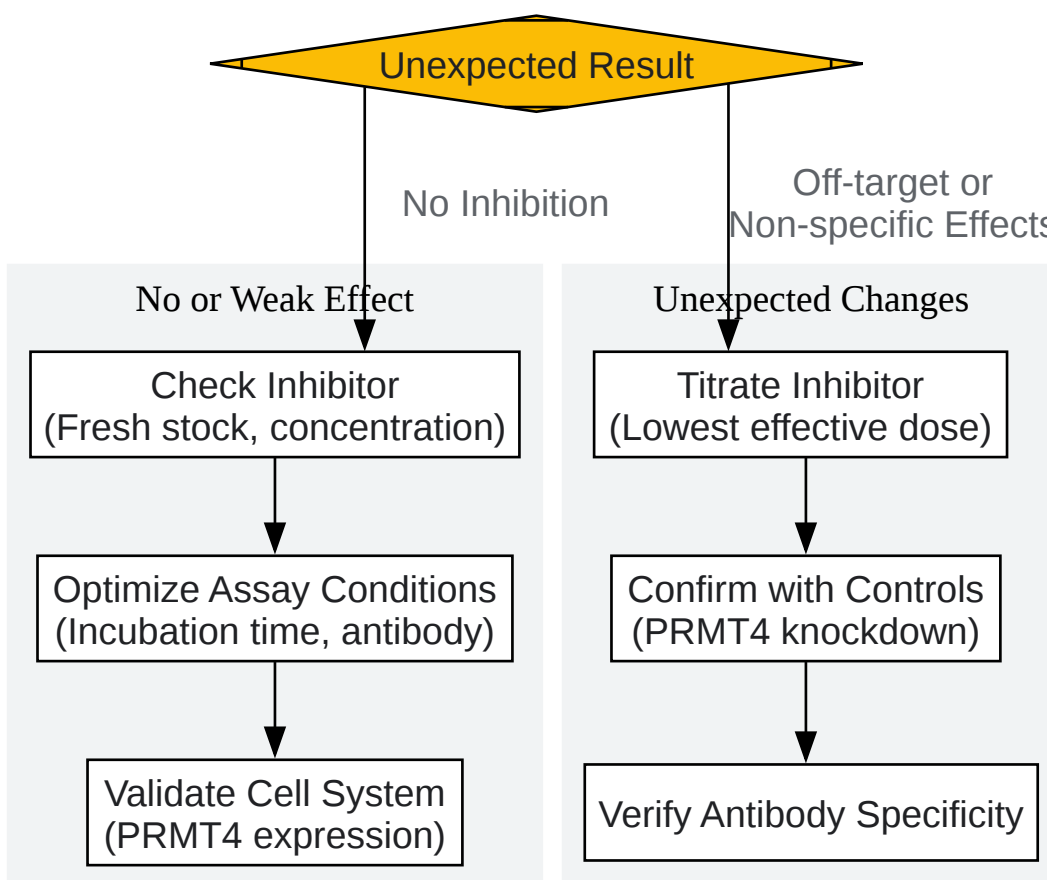 Unexpected Result
No Inhibition
Off-target or
Non-specific Effects
No or Weak Effect
Check Inhibitor
(Fresh stock, concentration)
Optimize Assay Conditions
(Incubation time, antibody)
Validate Cell System
(PRMT4 expression)
Unexpected Changes
Titrate Inhibitor
(Lowest effective dose)
Confirm with Controls
(PRMT4 knockdown)
Verify Antibody Specificity